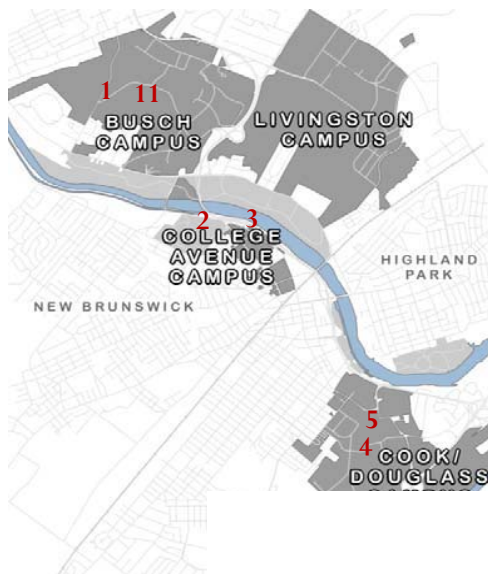 1 11
BUSCH
CAMPUS
LIVINGSTON
CAMPUS
2 3
COLLEGE
AVENUE
CAMPUS
HIGHLAND
PARK
NEW BRUNSWICK
5
4
COOK/
DOUGLASS